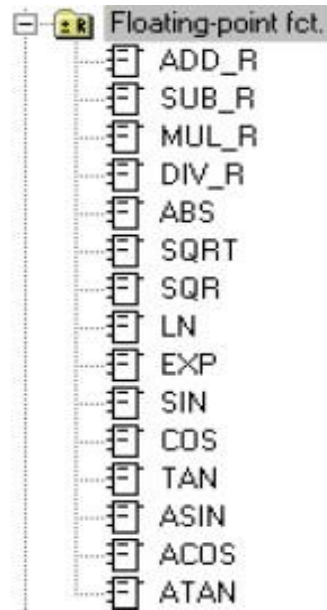 Floating-point fct.
ADD_R
SUB_R
MUL_R
DIV_R
ABS
SQRT
SQR
LN
EXP
SIN
COS
TAN
ASIN
ACOS
ATAN